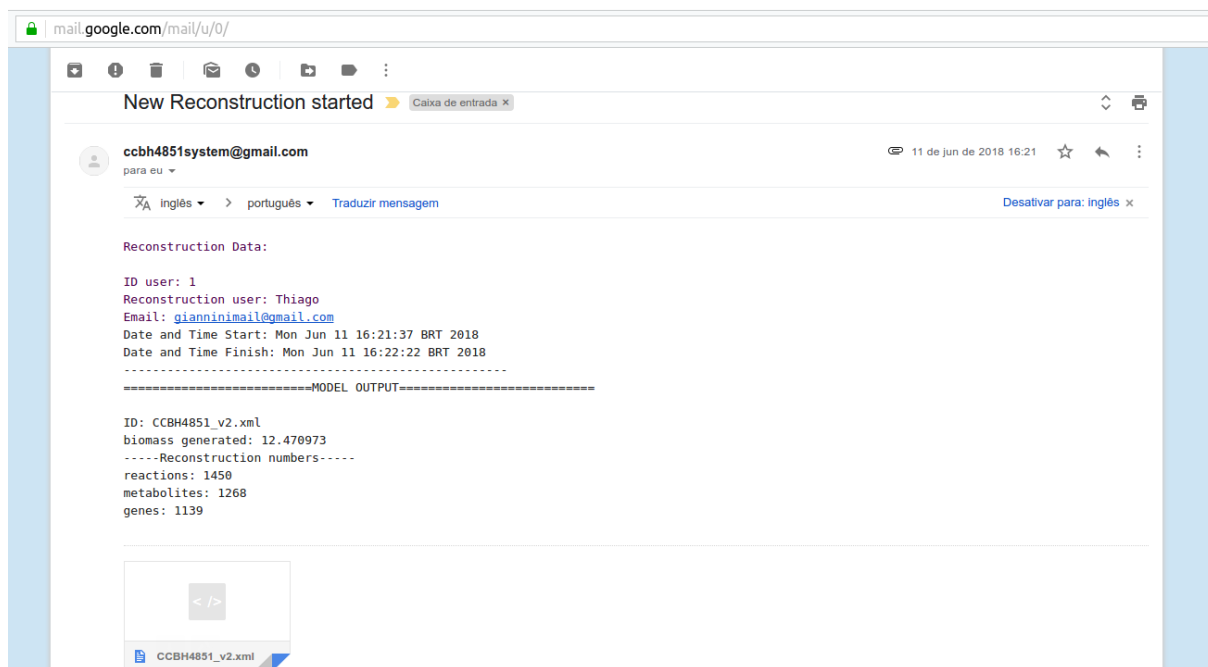 mail.google.com/mail/u/0/
New Reconstruction started Caixa de entrada ×
ccbh4851system@gmail.com 11 de jun de 2018 16:21
para eu
inglês > português Traduzir mensagem Desativar para: inglês ×
Reconstruction Data:
ID user: 1
Reconstruction user: Thiago
Email: gianninimail@gmail.com
Date and Time Start: Mon Jun 11 16:21:37 BRT 2018
Date and Time Finish: Mon Jun 11 16:22:22 BRT 2018
-----------------------------------------------------
==========================MODEL OUTPUT===========================
ID: CCBH4851_v2.xml
biomass generated: 12.470973
-----Reconstruction numbers-----
reactions: 1450
metabolites: 1268
genes: 1139
< />
CCBH4851_v2.xml